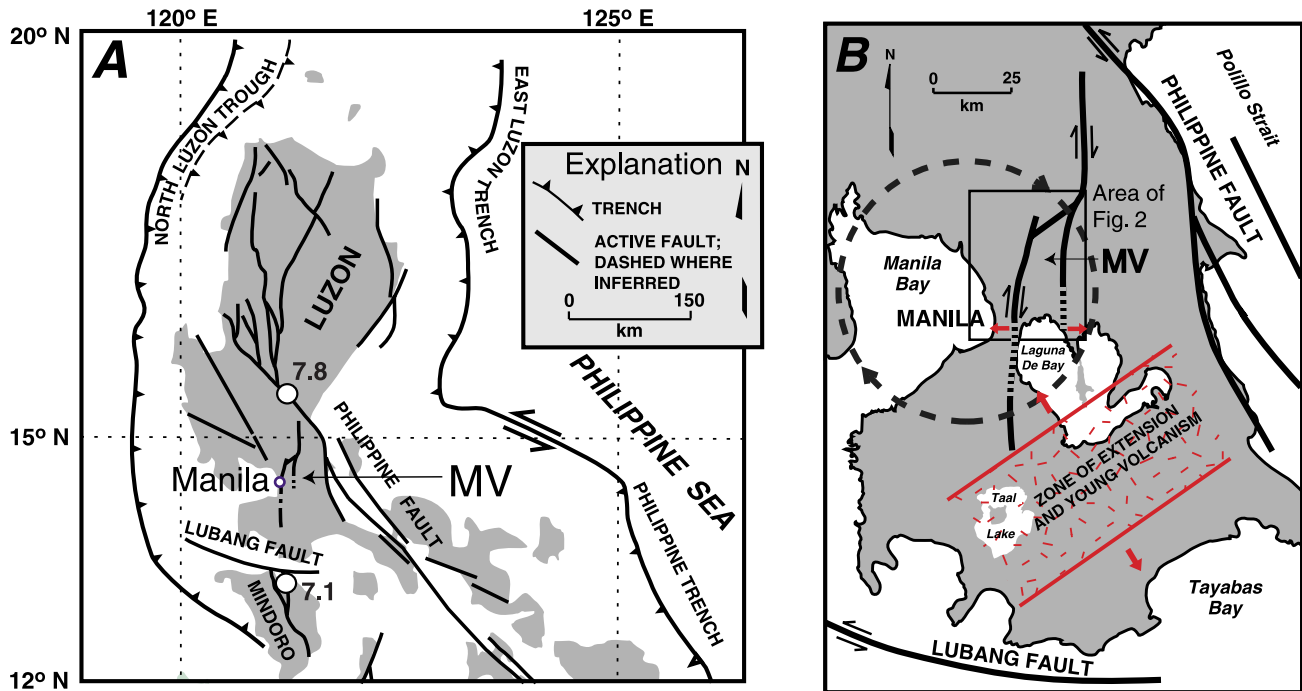 120° E
125° E
20° N
15° N
12° N
A
NORTH LUZON TROUGH
EAST LUZON
TRENCH
Explanation
N
TRENCH
ACTIVE FAULT;
DASHED WHERE
INFERRED
0 150
km
LUZON
7.8
PHILIPPINE SEA
PHILIPPINE
FAULT
Manila
MV
LUBANG FAULT
7.1
MINDORO
PHILIPPINE TRENCH
B
N
0 25
km
Polillo Strait
PHILIPPINE FAULT
Area of
Fig. 2
Manila
Bay
MV
MANILA
Laguna
De Bay
ZONE OF EXTENSION
AND YOUNG VOLCANISM
Taal
Lake
Tayabas
Bay
LUBANG FAULT